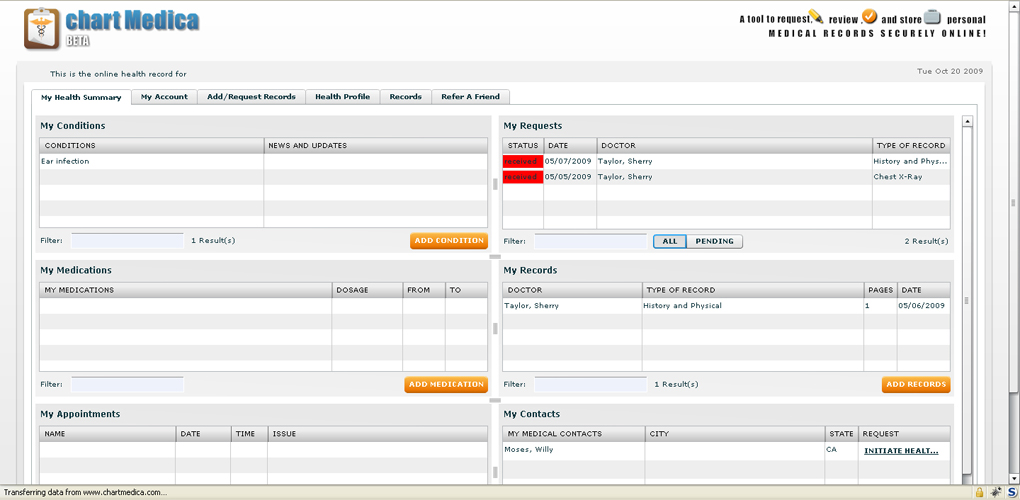 chart Medica
BETA
A tool to request, review, and store personal
MEDICAL RECORDS SECURELY ONLINE!
This is the online health record for
Tue Oct 20 2009
My Health Summary My Account Add/Request Records Health Profile Records Refer A Friend
My Conditions
CONDITIONS NEWS AND UPDATES
Ear infection
Filter: 1 Result(s) ADD CONDITION
My Requests
STATUS DATE DOCTOR TYPE OF RECORD
received 05/07/2009 Taylor, Sherry History and Phys...
received 05/05/2009 Taylor, Sherry Chest X-Ray
Filter: ALL PENDING 2 Result(s)
My Medications
MY MEDICATIONS DOSAGE FROM TO
Filter: ADD MEDICATION
My Records
DOCTOR TYPE OF RECORD PAGES DATE
Taylor, Sherry History and Physical 1 05/06/2009
Filter: 1 Result(s) ADD RECORDS
My Appointments
NAME DATE TIME ISSUE
My Contacts
MY MEDICAL CONTACTS CITY STATE REQUEST
Moses, Willy CA INITIATE HEALT...
Transferring data from www.chartmedica.com...